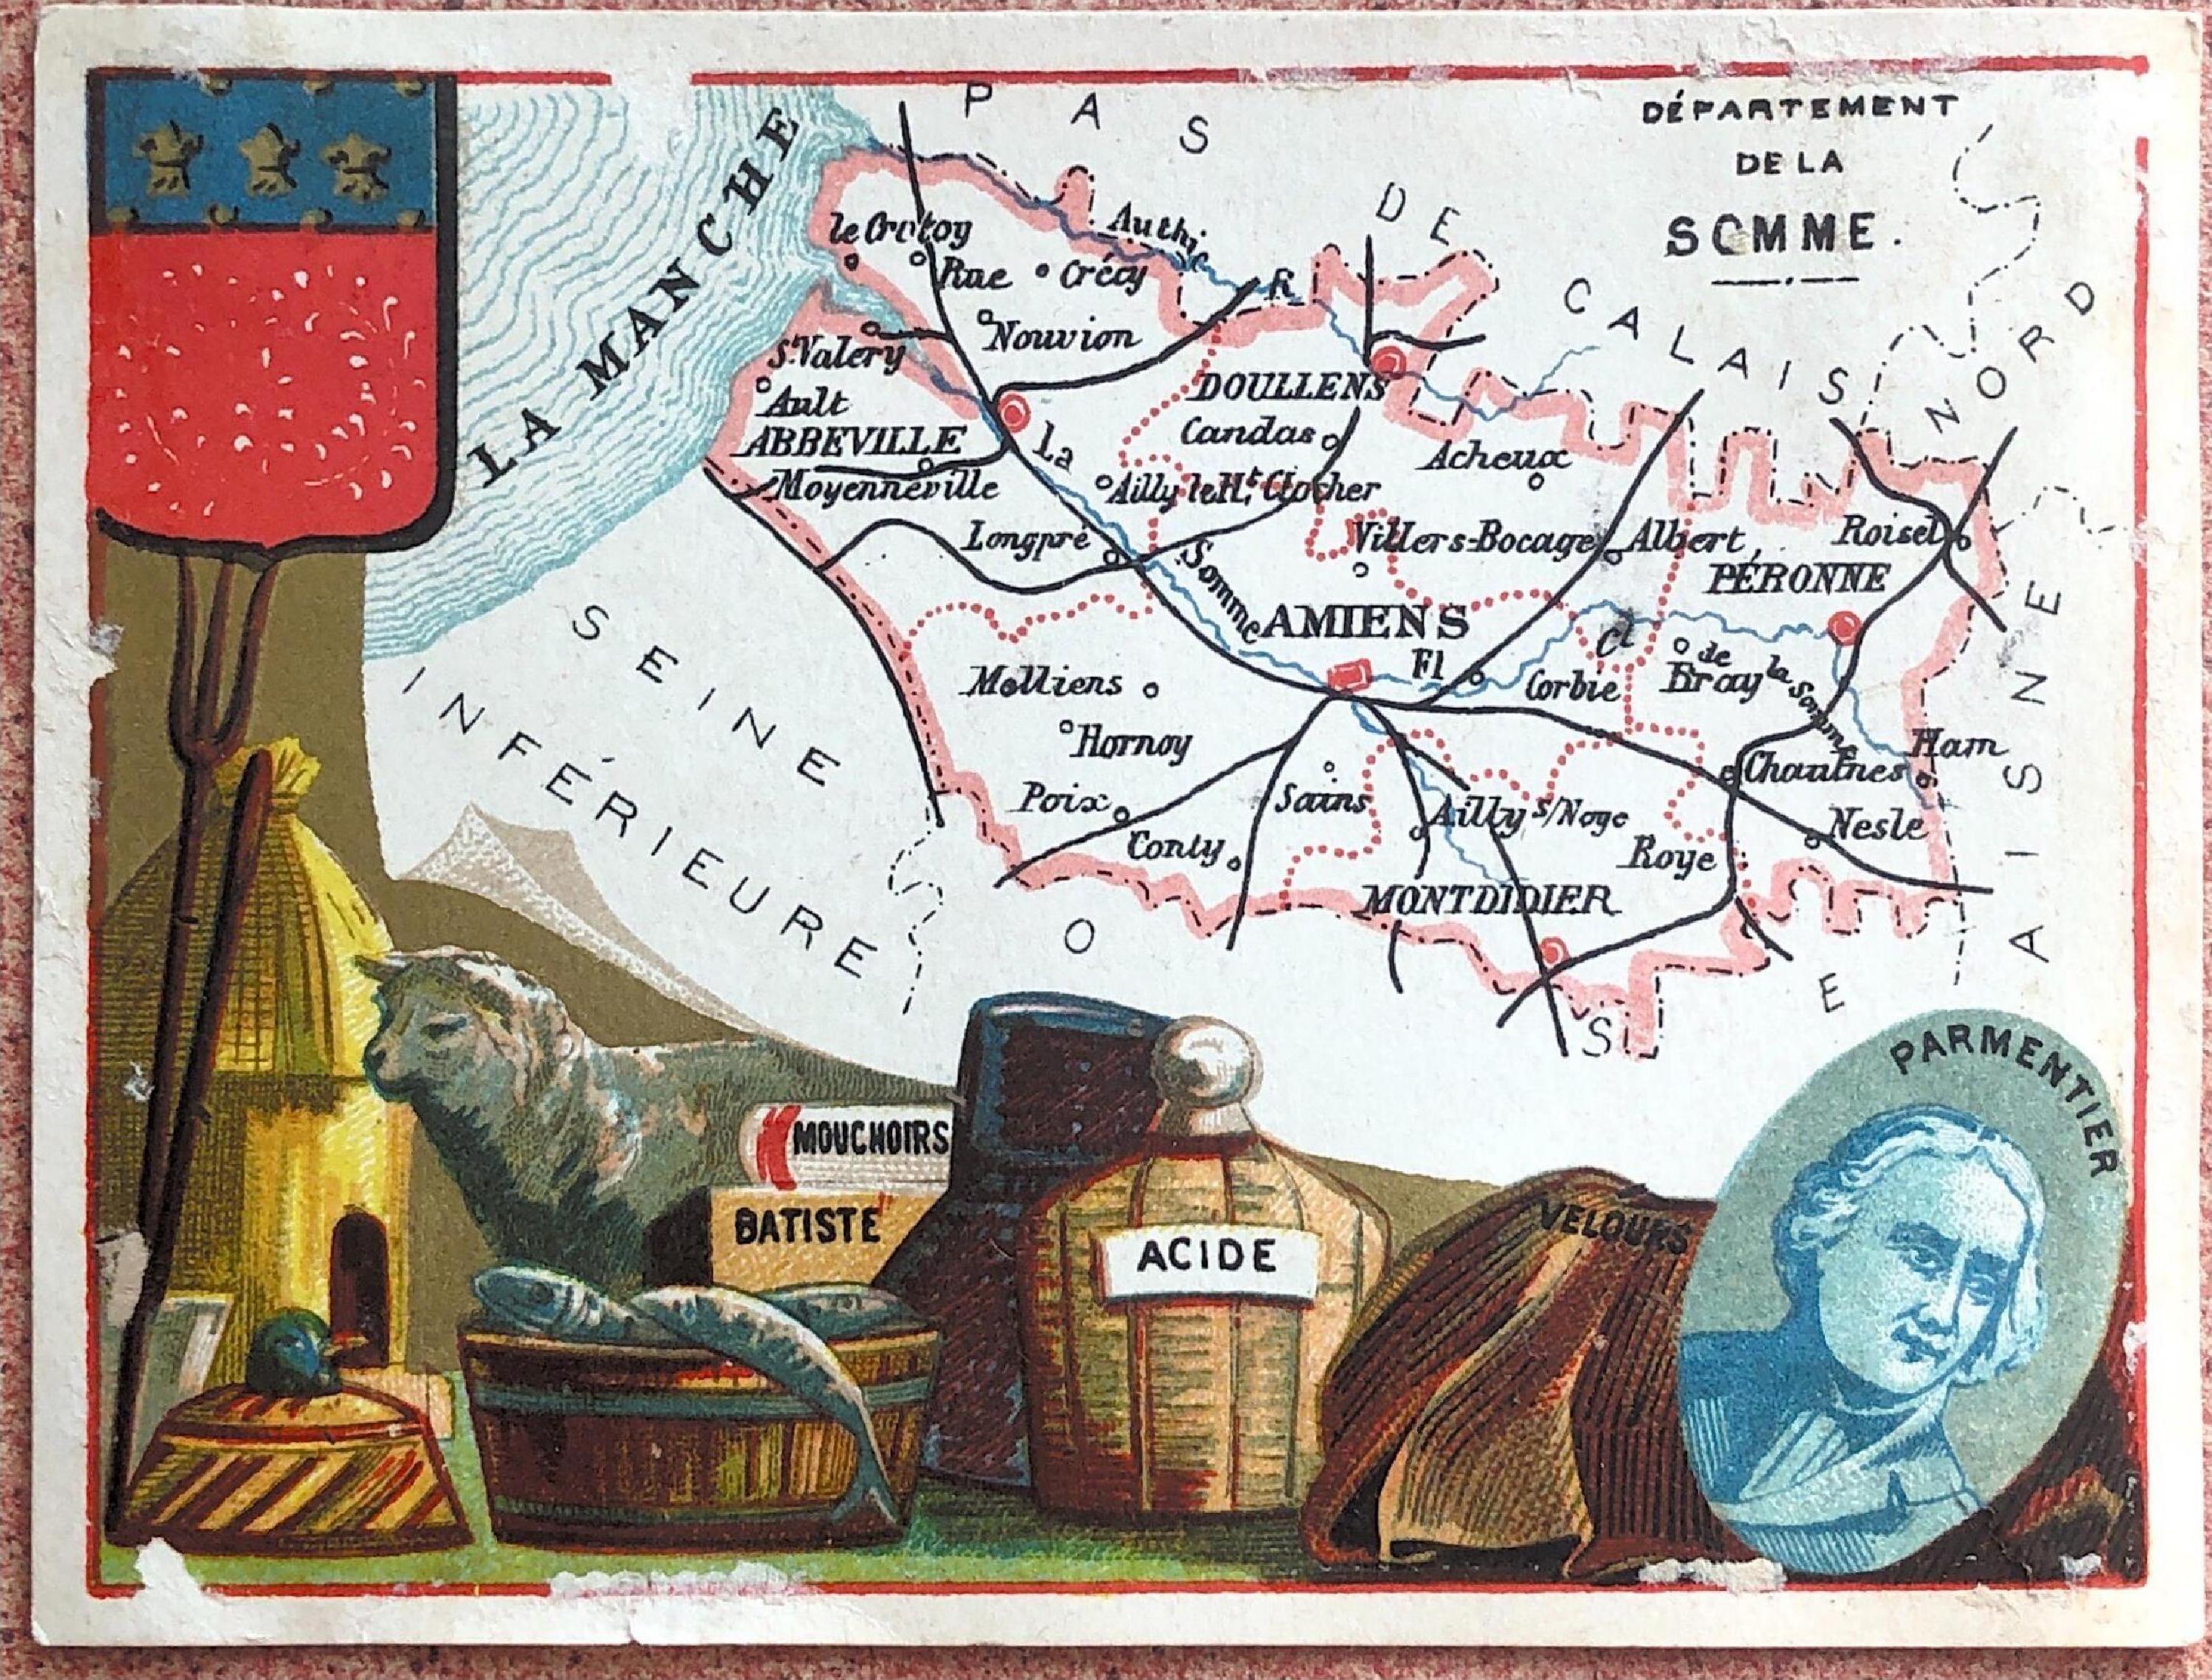 DÉPARTEMENT
DE LA
SOMME.
LA MANCHE
PAS DE CALAIS
NORD
AISNE
OISE
SEINE
INFÉRIEURE
le Crotoy
Rue
Crécy
Authie
R.
Nouvion
St. Valery
Ault
ABBEVILLE
Moyenneville
DOULLENS
Candas
Acheux
Ailly le Ht. Clocher
Longpré
La Somme Fl
Villers-Bocage
Albert
Roisel
PÉRONNE
AMIENS
Cl de la Somme
Corbie
Bray
Molliens
Hornoy
Poix
Conty
Sains
Ailly s/Noye
Chaulnes
Ham
Nesle
Roye
MONTDIDIER
PARMENTIER
MOUCHOIRS
BATISTE
ACIDE
VELOURS